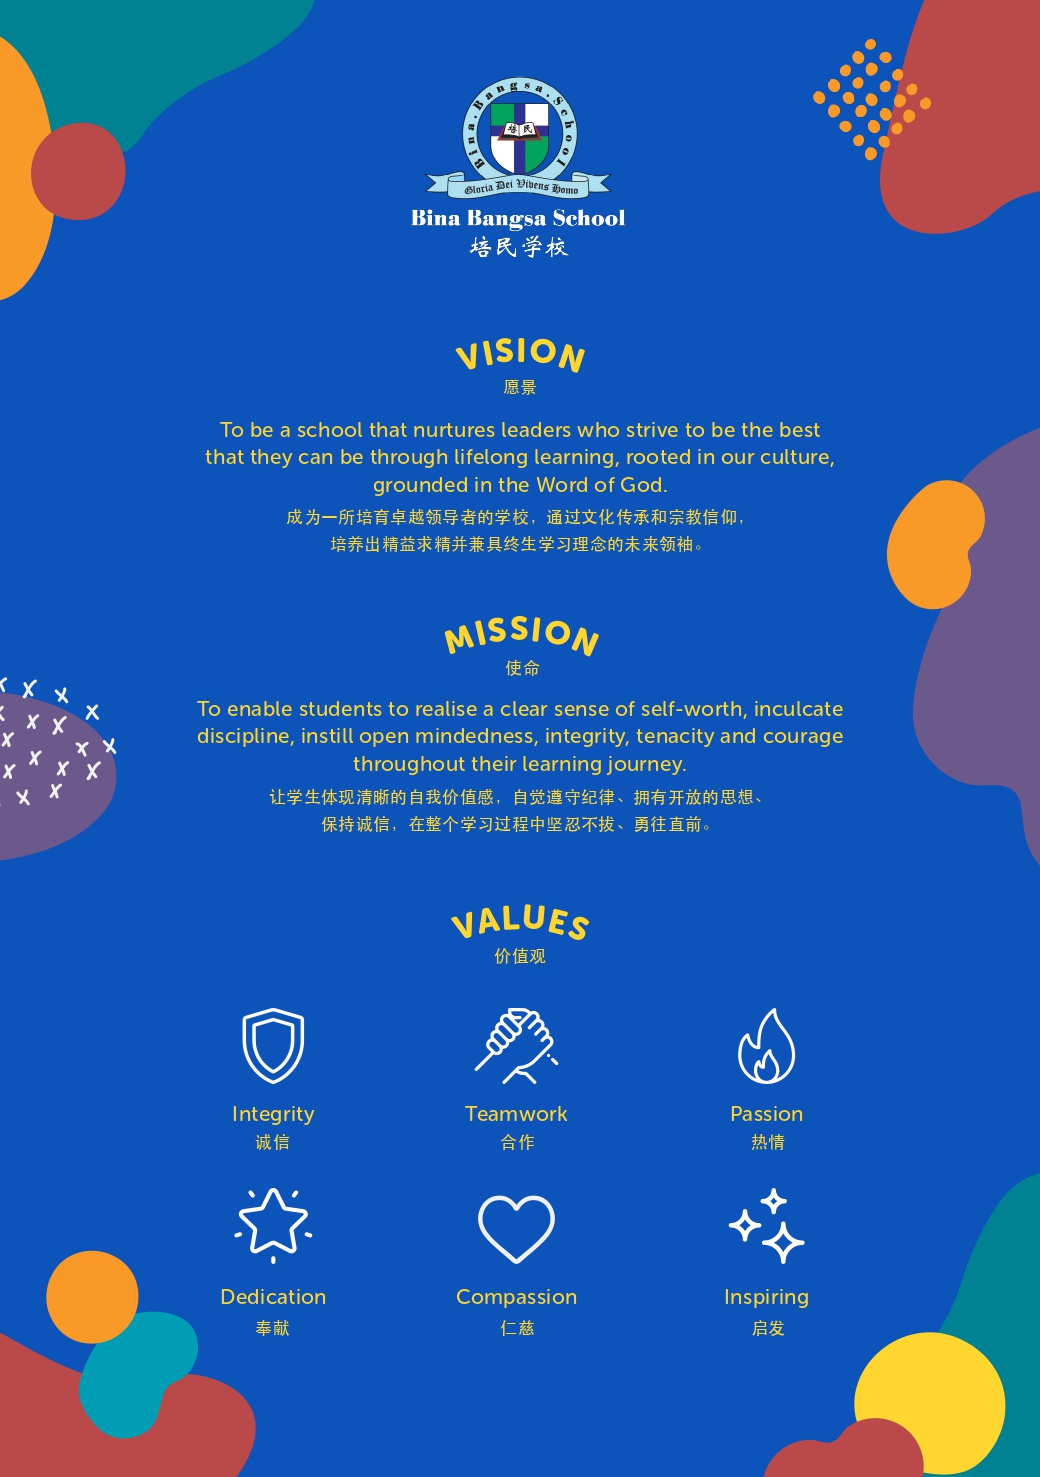 Bina.Bangsa.School
培 民
Gloria Dei Vivens Homo
Bina Bangsa School
培民学校
VISION
愿景
To be a school that nurtures leaders who strive to be the best
that they can be through lifelong learning, rooted in our culture,
grounded in the Word of God.
成为一所培育卓越领导者的学校，通过文化传承和宗教信仰，
培养出精益求精并兼具终生学习理念的未来领袖。
MISSION
使命
To enable students to realise a clear sense of self-worth, inculcate
discipline, instill open mindedness, integrity, tenacity and courage
throughout their learning journey.
让学生体现清晰的自我价值感，自觉遵守纪律、拥有开放的思想、
保持诚信，在整个学习过程中坚忍不拔、勇往直前。
VALUES
价值观
Integrity
诚信
Teamwork
合作
Passion
热情
Dedication
奉献
Compassion
仁慈
Inspiring
启发